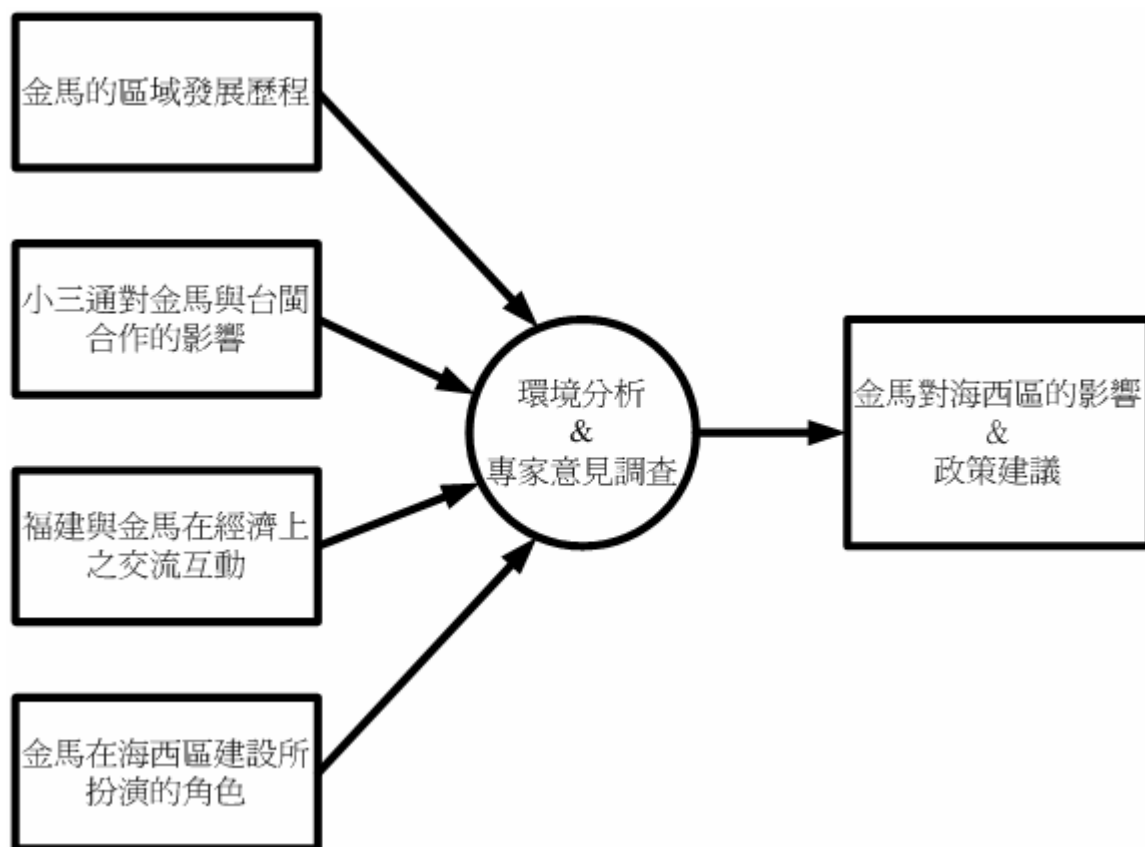 金馬的區域發展歷程
小三通對金馬與台閩
合作的影響
福建與金馬在經濟上
之交流互動
金馬在海西區建設所
扮演的角色
環境分析
&
專家意見調查
金馬對海西區的影響
&
政策建議